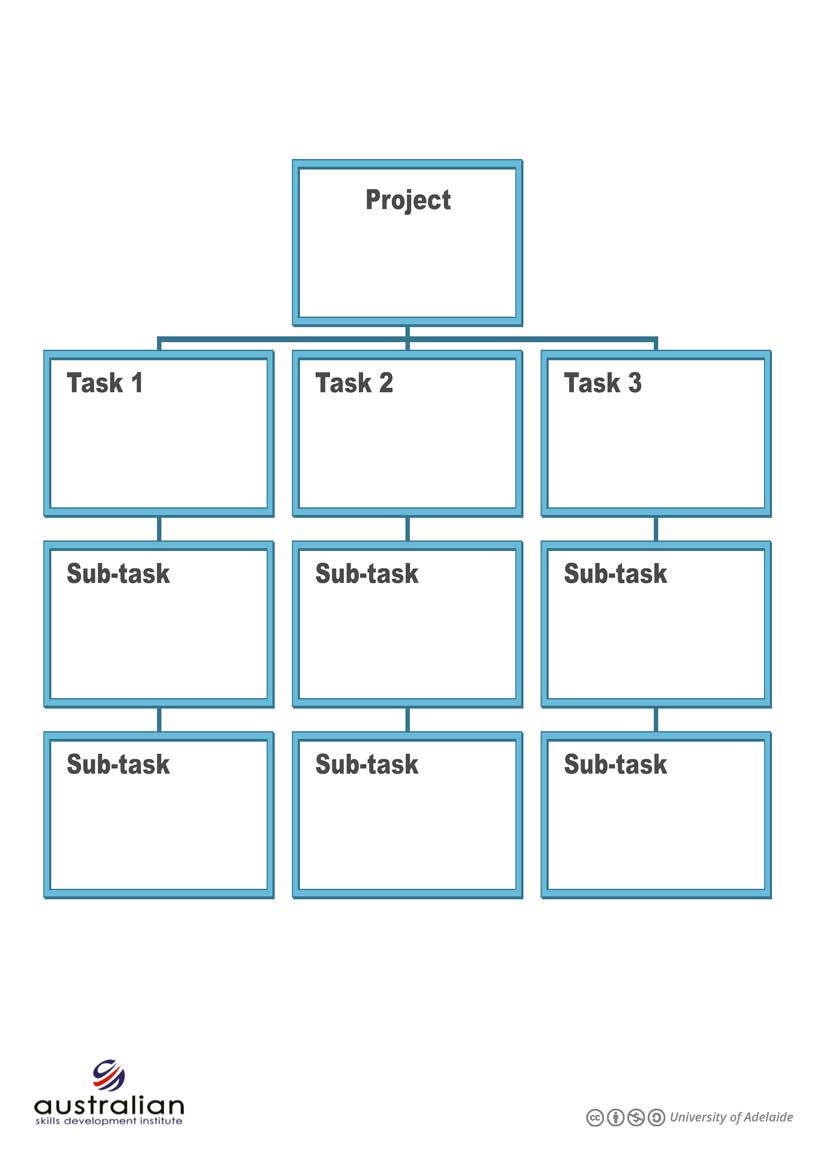 Project
Task 1
Task 2
Task 3
Sub-task
Sub-task
Sub-task
Sub-task
Sub-task
Sub-task
australian
skills development institute
cc
University of Adelaide